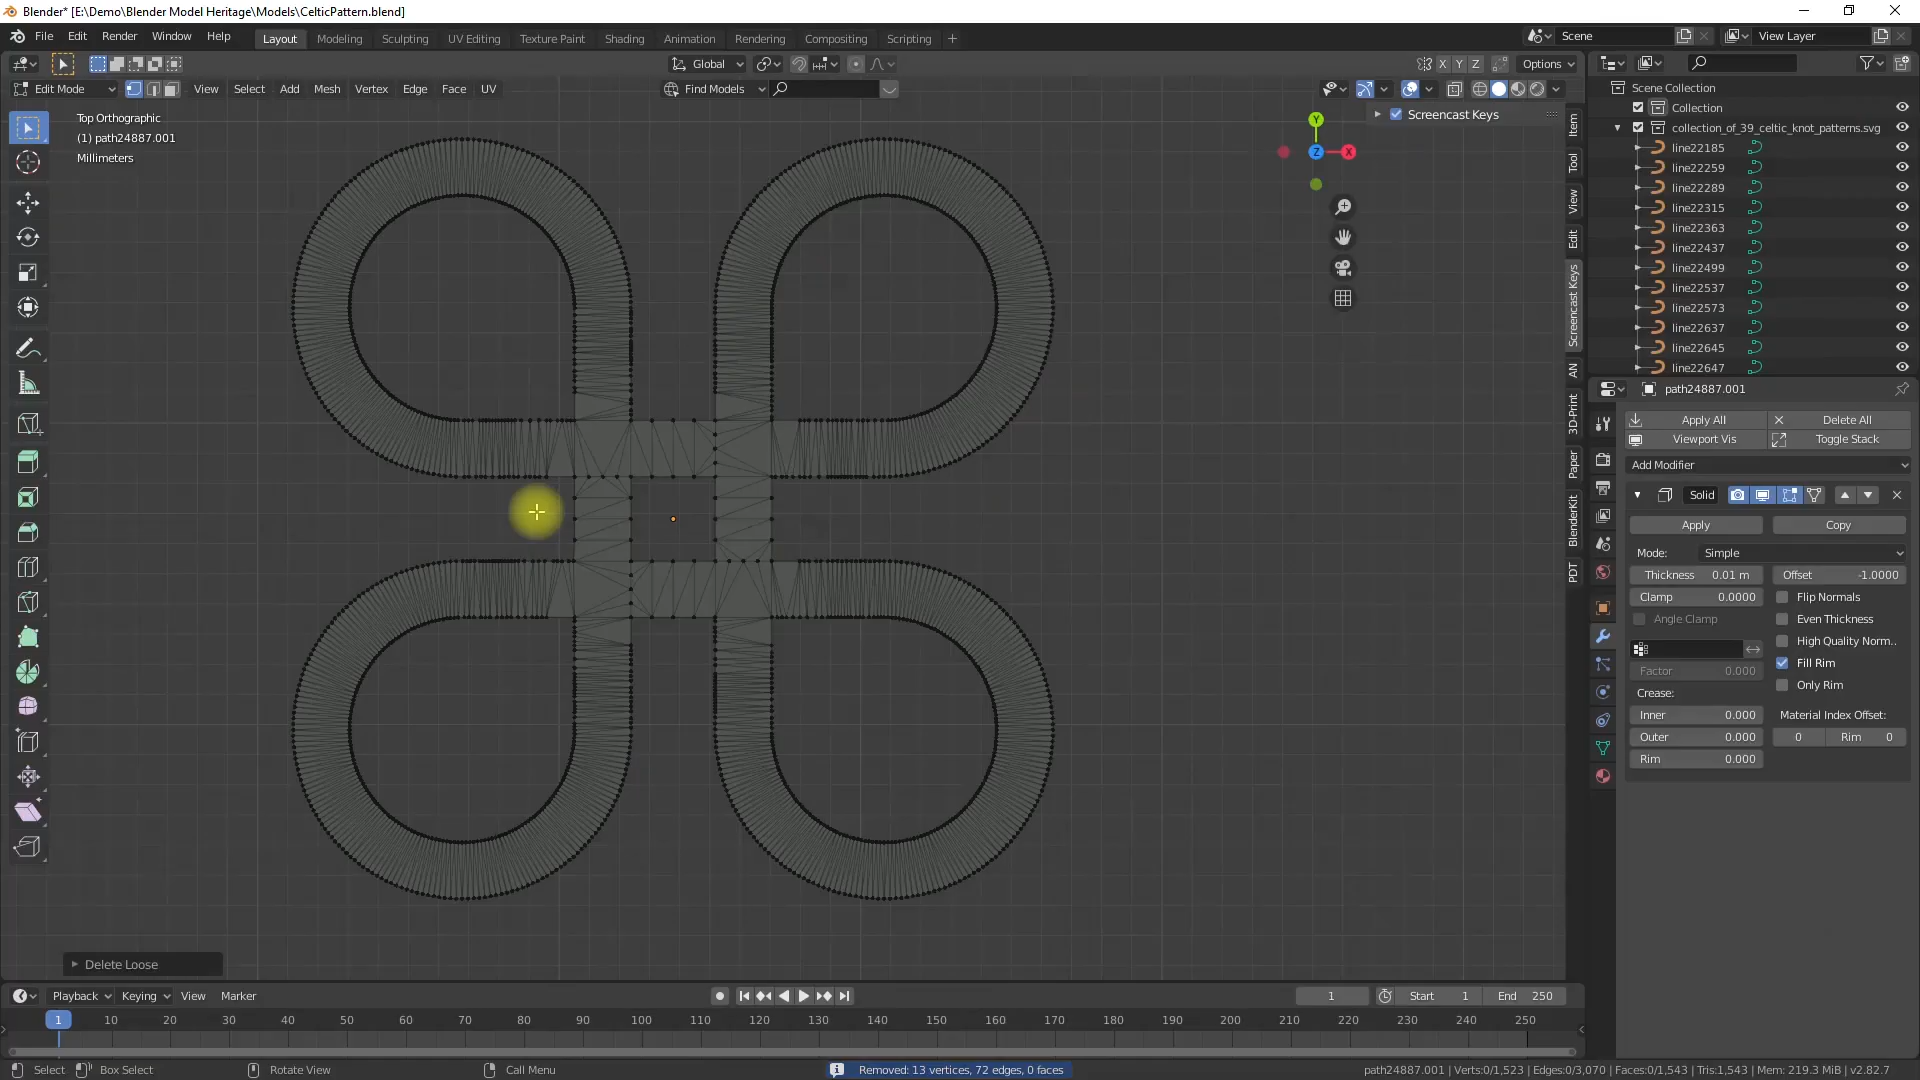 Blender* [E:\Demo\Blender Model Heritage\Models\CelticPattern.blend]
File Edit Render Window Help
Layout Modeling Sculpting UV Editing Texture Paint Shading Animation Rendering Compositing Scripting +
Scene
View Layer
Global
X Y Z
Options
Edit Mode
View Select Add Mesh Vertex Edge Face UV
Find Models
Top Orthographic
(1) path24887.001
Millimeters
Screencast Keys
Y
Z
X
Item
Tool
View
Edit
Screencast Keys
AN
3D-Print
Paper
BlenderKit
PDT
Scene Collection
Collection
collection_of_39_celtic_knot_patterns.svg
line22185
line22259
line22289
line22315
line22363
line22437
line22499
line22537
line22573
line22637
line22645
line22647
path24887.001
Apply All
Delete All
Viewport Vis
Toggle Stack
Add Modifier
Solid
Apply
Copy
Mode: Simple
Thickness 0.01 m
Offset -1.0000
Clamp 0.0000
Flip Normals
Angle Clamp
Even Thickness
High Quality Norm..
Fill Rim
Factor 0.000
Only Rim
Crease:
Inner 0.000
Material Index Offset:
Outer 0.000
0
Rim 0
Rim 0.000
Delete Loose
Playback Keying View Marker
1
Start 1
End 250
1 10 20 30 40 50 60 70 80 90 100 110 120 130 140 150 160 170 180 190 200 210 220 230 240 250
Select
Box Select
Rotate View
Call Menu
Removed: 13 vertices, 72 edges, 0 faces
path24887.001 | Verts:0/1,523 | Edges:0/3,070 | Faces:0/1,543 | Tris:1,543 | Mem: 219.3 MiB | v2.82.7